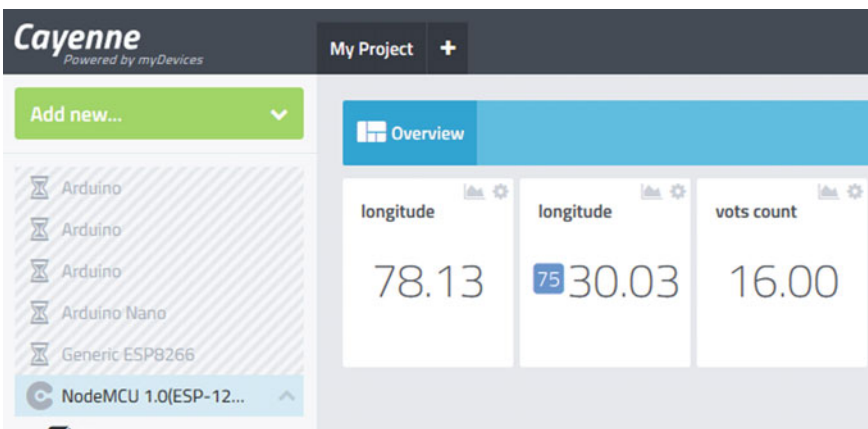 Cayenne
Powered by myDevices
My Project +
Add new...
Overview
Arduino
Arduino
Arduino
Arduino Nano
Generic ESP8266
NodeMCU 1.0(ESP-12...
longitude
78.13
longitude
75 30.03
vots count
16.00